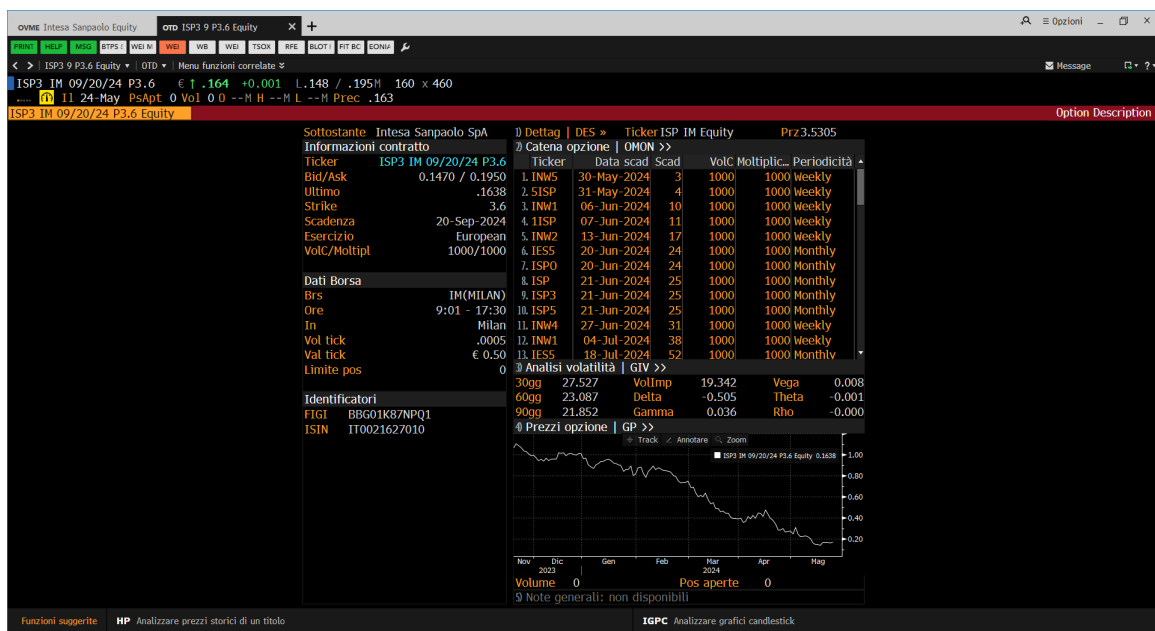 OVME Intesa Sanpaolo Equity OTD ISP3 9 P3.6 Equity × + Opzioni
PRINT HELP MSG BTPS WEI M WEI WB WEI TSOX RFE BLOT FIT BC EONIA
< > ISP3 9 P3.6 Equity OTD Menu funzioni correlate Message ?
ISP3 IM 09/20/24 P3.6 € ↑ .164 +0.001 L .148 / .195M 160 x 460
Il 24-May PsApt 0 Vol 0 O --M H --M L --M Prec .163
ISP3 IM 09/20/24 P3.6 Equity Option Description
Sottostante Intesa Sanpaolo SpA 1) Dettag | DES » Ticker ISP IM Equity Prz 3.5305
Informazioni contratto 2) Catena opzione | OMON >>
Ticker ISP3 IM 09/20/24 P3.6 Ticker Data scad Scad VolC Moltiplic... Periodicità
Bid/Ask 0.1470 / 0.1950 1. INW5 30-May-2024 3 1000 1000 Weekly
Ultimo .1638 2. 5ISP 31-May-2024 4 1000 1000 Weekly
Strike 3.6 3. INW1 06-Jun-2024 10 1000 1000 Weekly
Scadenza 20-Sep-2024 4. 1ISP 07-Jun-2024 11 1000 1000 Weekly
Esercizio European 5. INW2 13-Jun-2024 17 1000 1000 Weekly
VolC/Moltipl 1000/1000 6. IES5 20-Jun-2024 24 1000 1000 Monthly
7. ISPO 20-Jun-2024 24 1000 1000 Monthly
Dati Borsa 8. ISP 21-Jun-2024 25 1000 1000 Monthly
Brs IM(MILAN) 9. ISP3 21-Jun-2024 25 1000 1000 Monthly
Ore 9:01 - 17:30 10. ISP5 21-Jun-2024 25 1000 1000 Monthly
In Milan 11. INW4 27-Jun-2024 31 1000 1000 Weekly
Vol tick .0005 12. INW1 04-Jul-2024 38 1000 1000 Weekly
Val tick € 0.50 13. IES5 18-Jul-2024 52 1000 1000 Monthly
Limite pos 0 3) Analisi volatilità | GIV >>
30gg 27.527 VolImp 19.342 Vega 0.008
Identificatori 60gg 23.087 Delta -0.505 Theta -0.001
FIGI BBG01K87NPQ1 90gg 21.852 Gamma 0.036 Rho -0.000
ISIN IT0021627010 4) Prezzi opzione | GP >>
Track Annotare Zoom
ISP3 IM 09/20/24 P3.6 Equity 0.1638 1.00
0.80
0.60
0.40
0.20
Nov Dic Gen Feb Mar Apr Mag
2023 2024
Volume 0 Pos aperte 0
5) Note generali: non disponibili
Funzioni suggerite HP Analizzare prezzi storici di un titolo IGPC Analizzare grafici candlestick